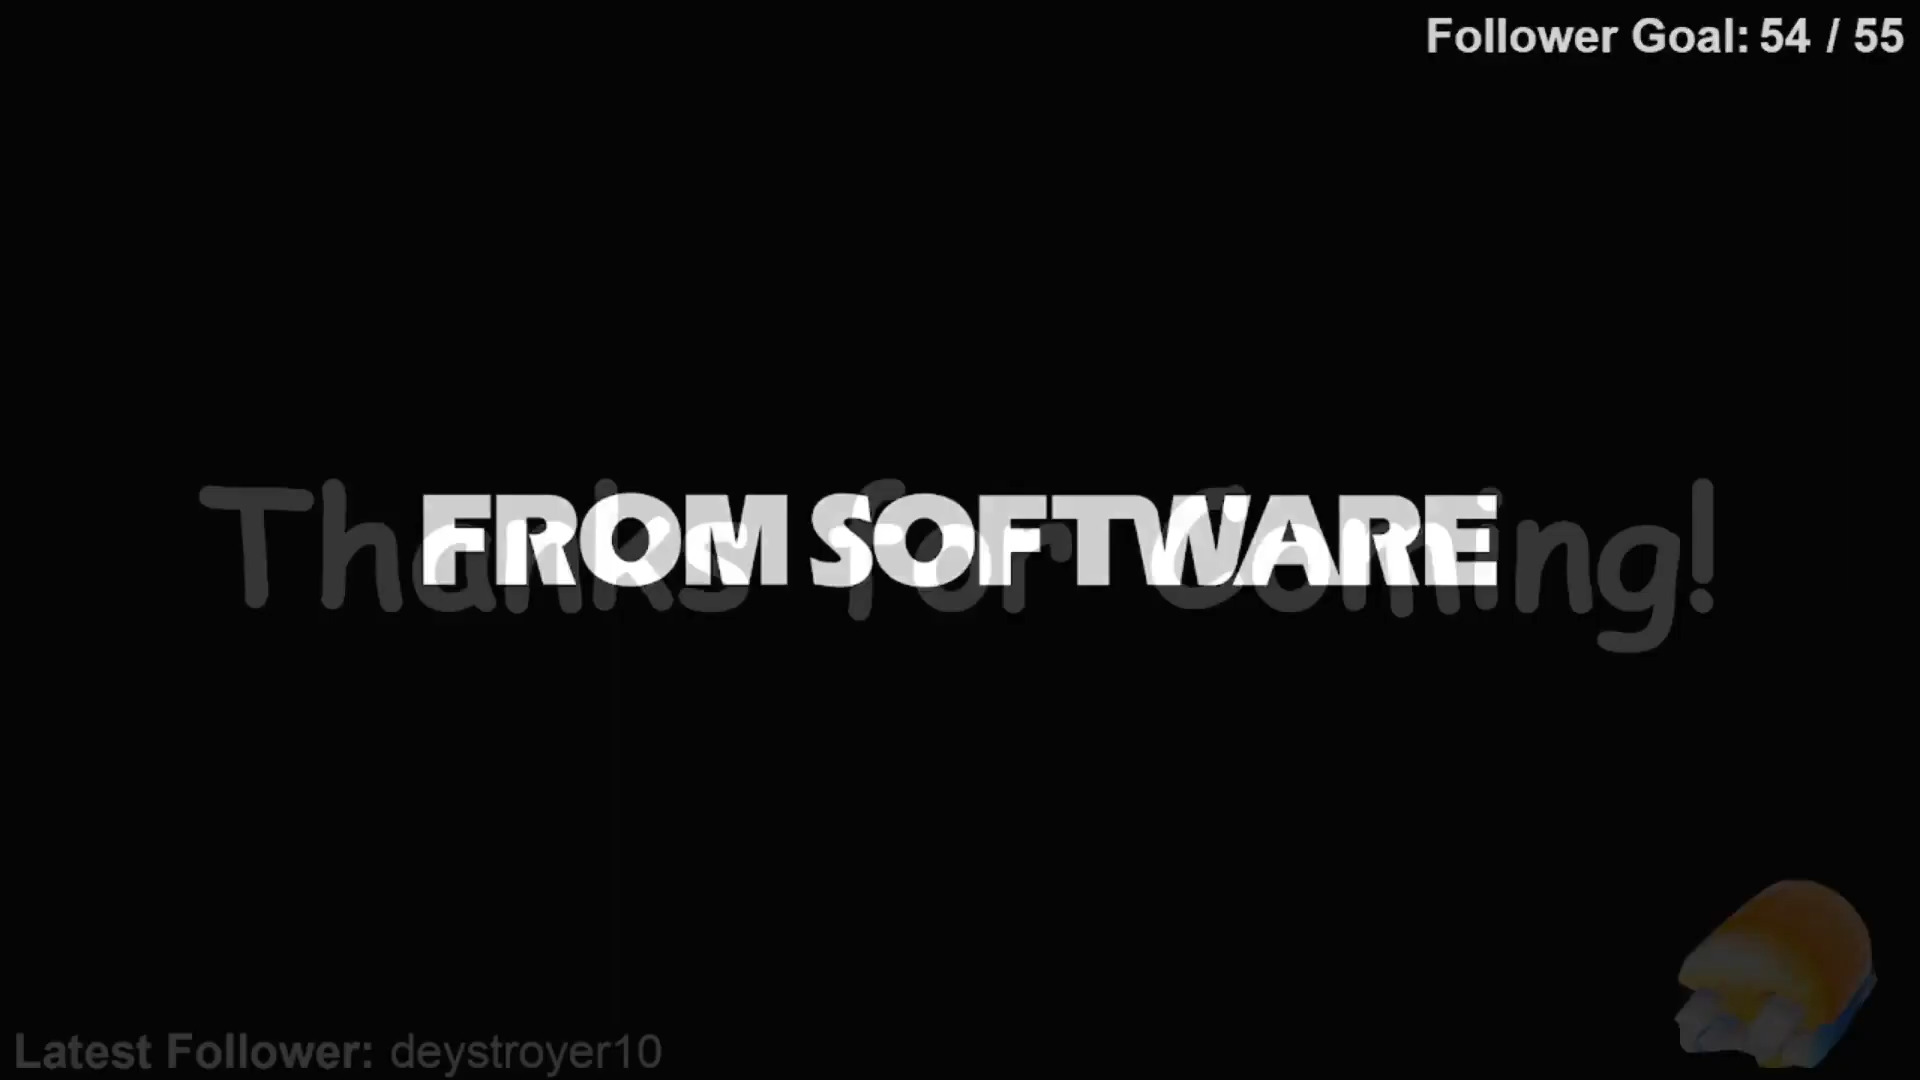 Follower Goal: 54 / 55
FROM SOFTWARE
Thanks for Coming!
Latest Follower: deystroyer10